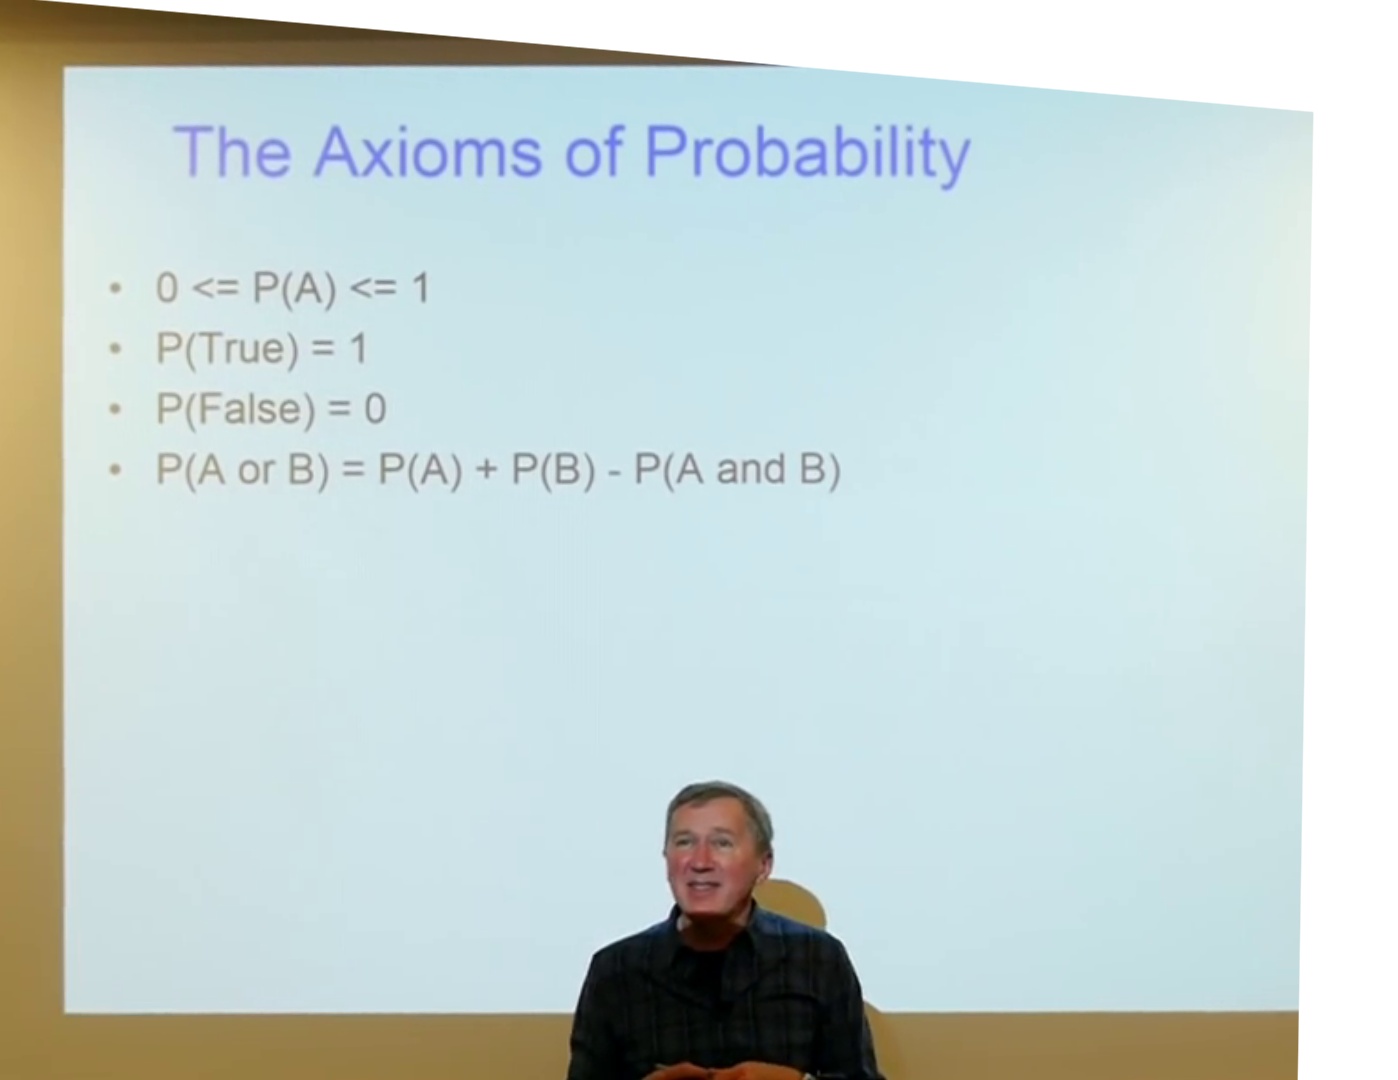 The Axioms of Probability
• 0 <= P(A) <= 1
• P(True) = 1
• P(False) = 0
• P(A or B) = P(A) + P(B) - P(A and B)